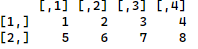 [,1] [,2] [,3] [,4]
[1,] 1 2 3 4
[2,] 5 6 7 8